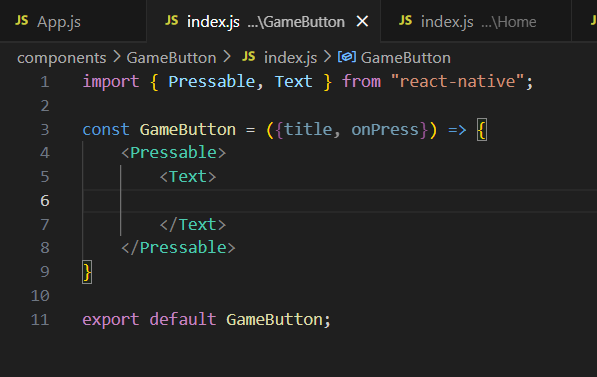 JS App.js JS index.js ...\GameButton × JS index.js ...\Home JS
components > GameButton > JS index.js > GameButton
1 import { Pressable, Text } from "react-native";
2
3 const GameButton = ({title, onPress}) => {
4 <Pressable>
5 <Text>
6
7 </Text>
8 </Pressable>
9 }
10
11 export default GameButton;